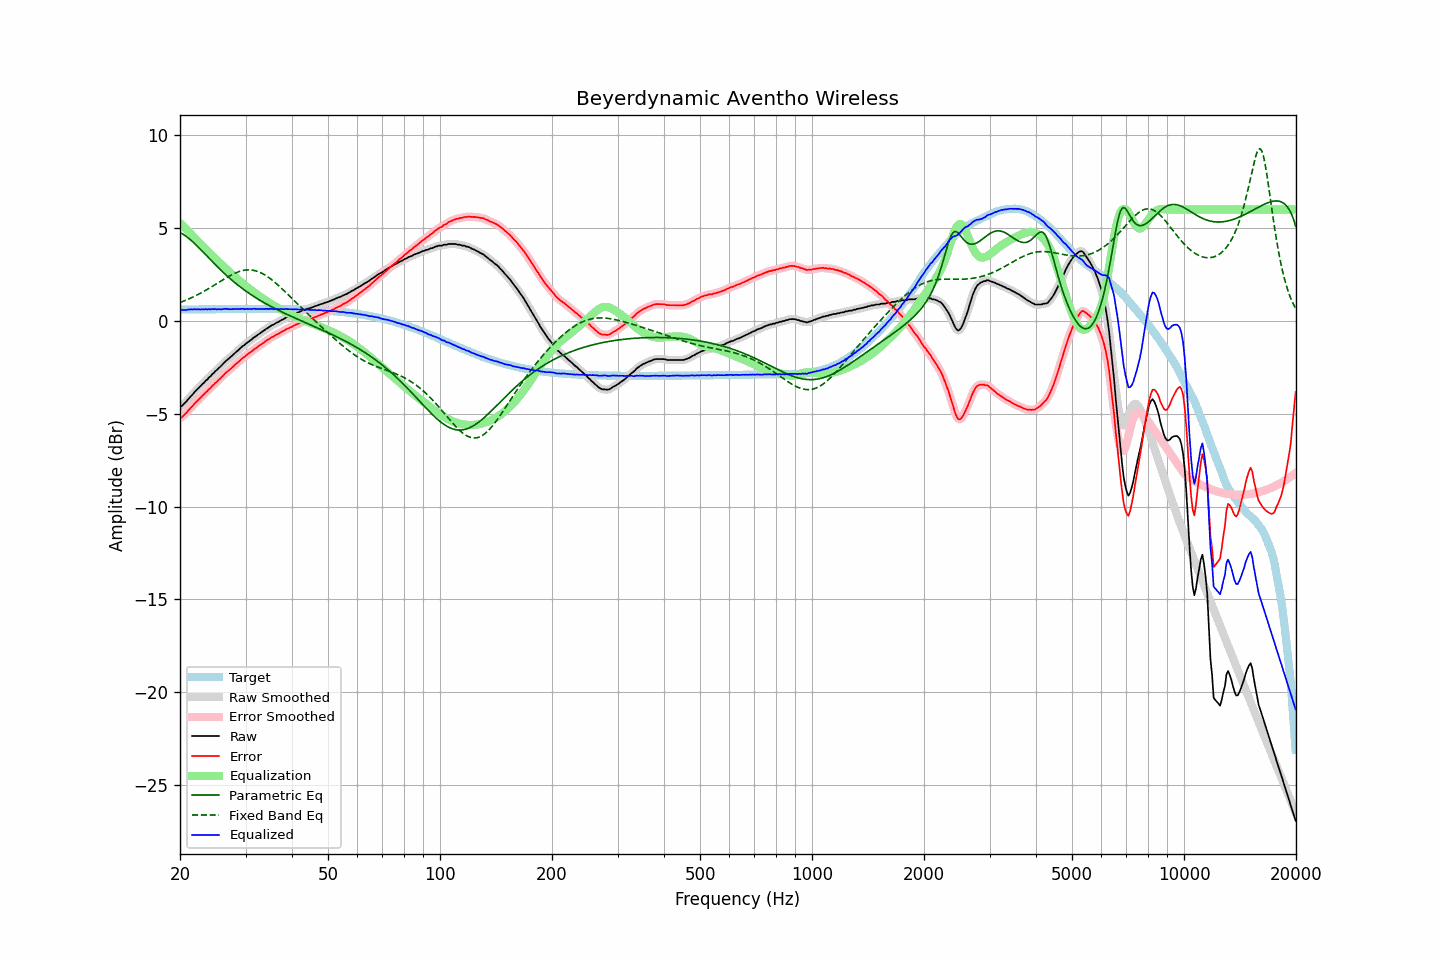 Beyerdynamic Aventho Wireless
10
5
0
−5
−10
−15
−20
−25
Amplitude (dBr)
Target
Raw Smoothed
Error Smoothed
Raw
Error
Equalization
Parametric Eq
Fixed Band Eq
Equalized
20 50 100 200 500 1000 2000 5000 10000 20000
Frequency (Hz)